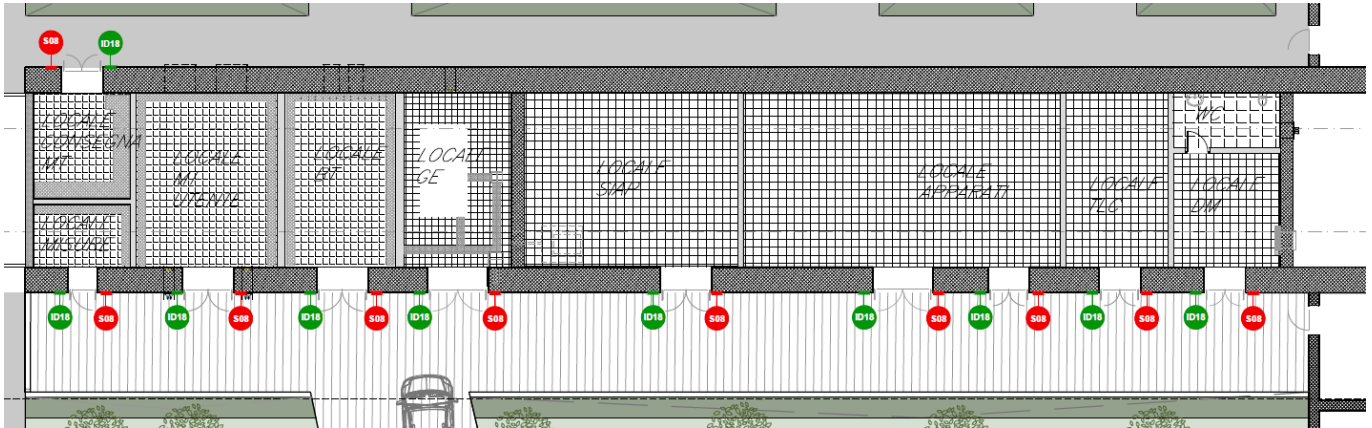 S08
ID18
LOCALE
CONSEGNA
MT
LOCALE
MISURE
LOCALE
MT
UTENTE
LOCALE
BT
LOCALE
GE
LOCALE
SIAP
LOCALE
APPARATI
LOCALE
TLC
WC
LOCALE
DM
ID18 S08 ID18 S08 ID18 S08 ID18 S08 ID18 S08 ID18 S08 ID18 S08 ID18 S08 ID18 S08